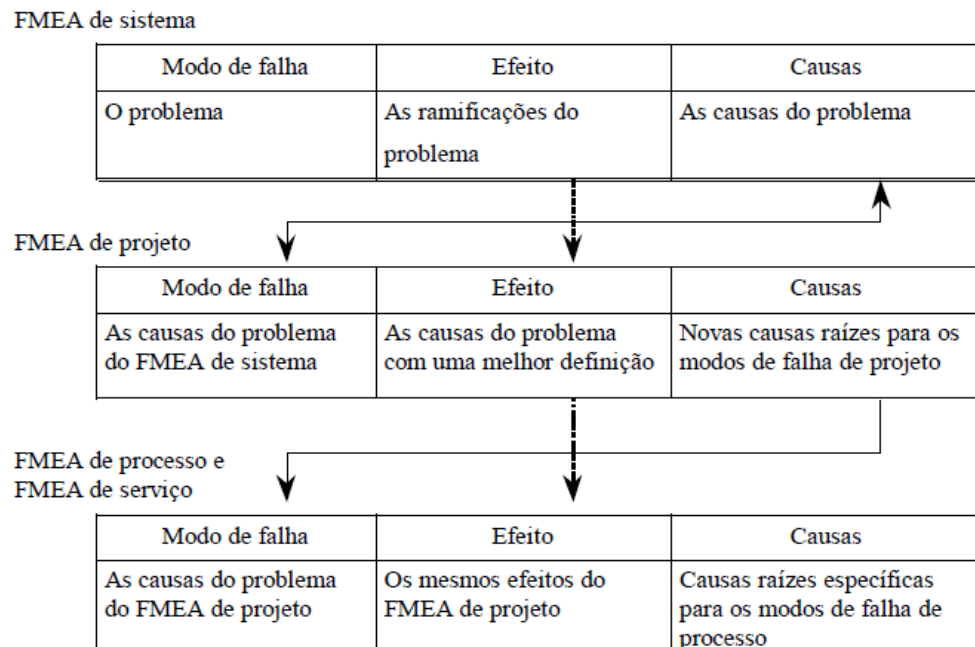 FMEA de sistema
Modo de falha
Efeito
Causas
O problema
As ramificações do
problema
As causas do problema
FMEA de projeto
Modo de falha
Efeito
Causas
As causas do problema
do FMEA de sistema
As causas do problema
com uma melhor definição
Novas causas raízes para os
modos de falha de projeto
FMEA de processo e
FMEA de serviço
Modo de falha
Efeito
Causas
As causas do problema
do FMEA de projeto
Os mesmos efeitos do
FMEA de projeto
Causas raízes específicas
para os modos de falha de
processo